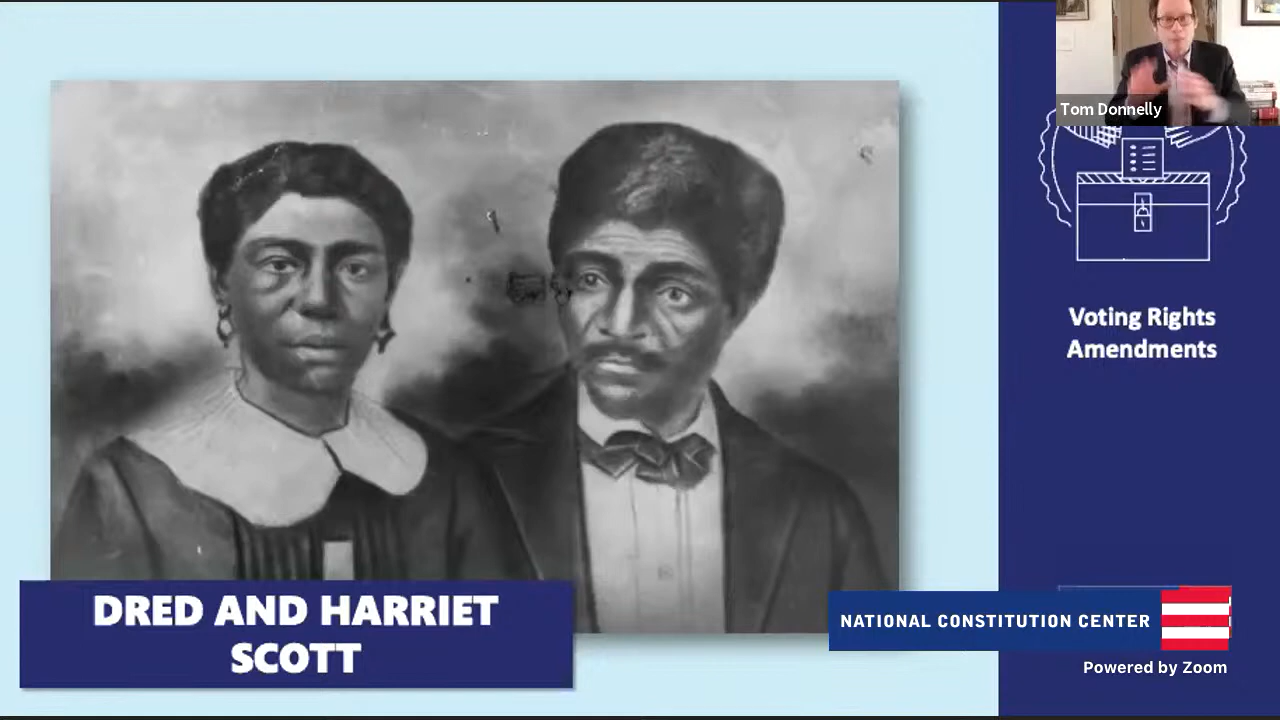 Tom Donnelly
Voting Rights
Amendments
DRED AND HARRIET
SCOTT
NATIONAL CONSTITUTION CENTER
Powered by Zoom